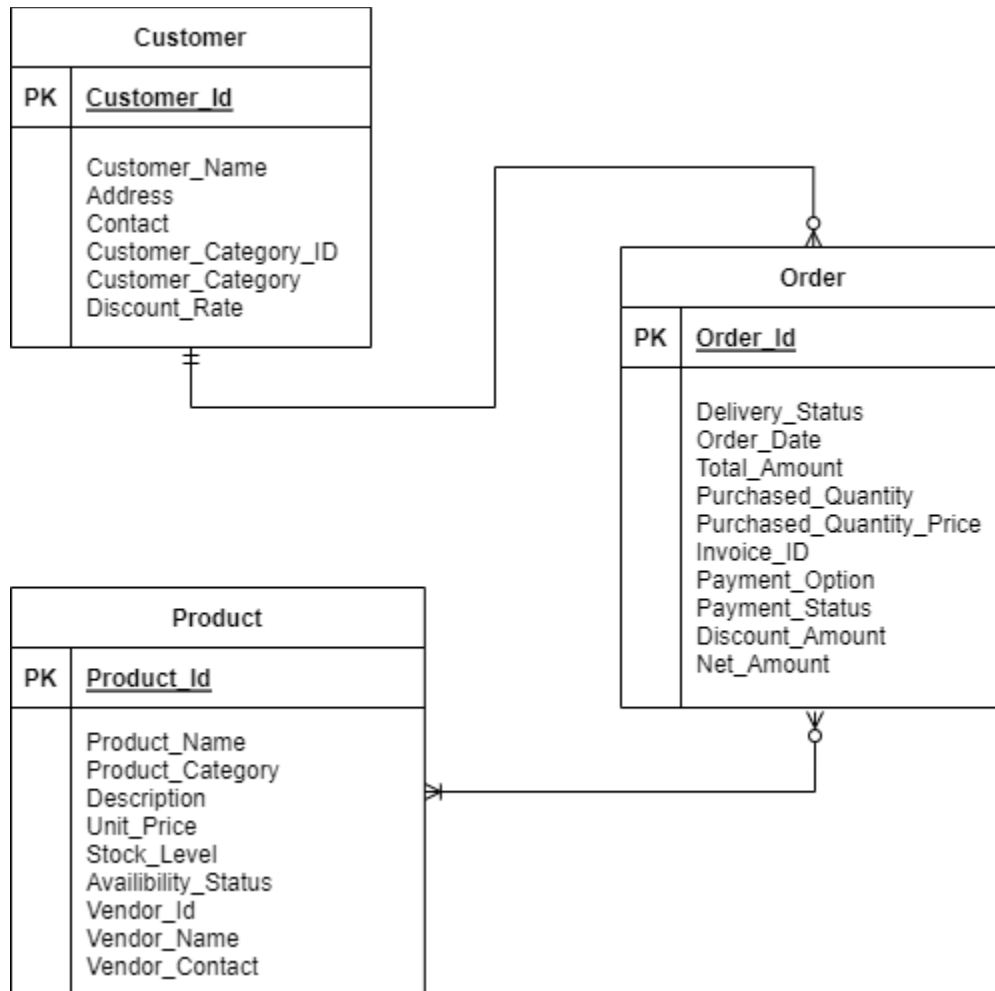 Customer
PK Customer_Id
Customer_Name
Address
Contact
Customer_Category_ID
Customer_Category
Discount_Rate
Order
PK Order_Id
Delivery_Status
Order_Date
Total_Amount
Purchased_Quantity
Purchased_Quantity_Price
Invoice_ID
Payment_Option
Payment_Status
Discount_Amount
Net_Amount
Product
PK Product_Id
Product_Name
Product_Category
Description
Unit_Price
Stock_Level
Availibility_Status
Vendor_Id
Vendor_Name
Vendor_Contact